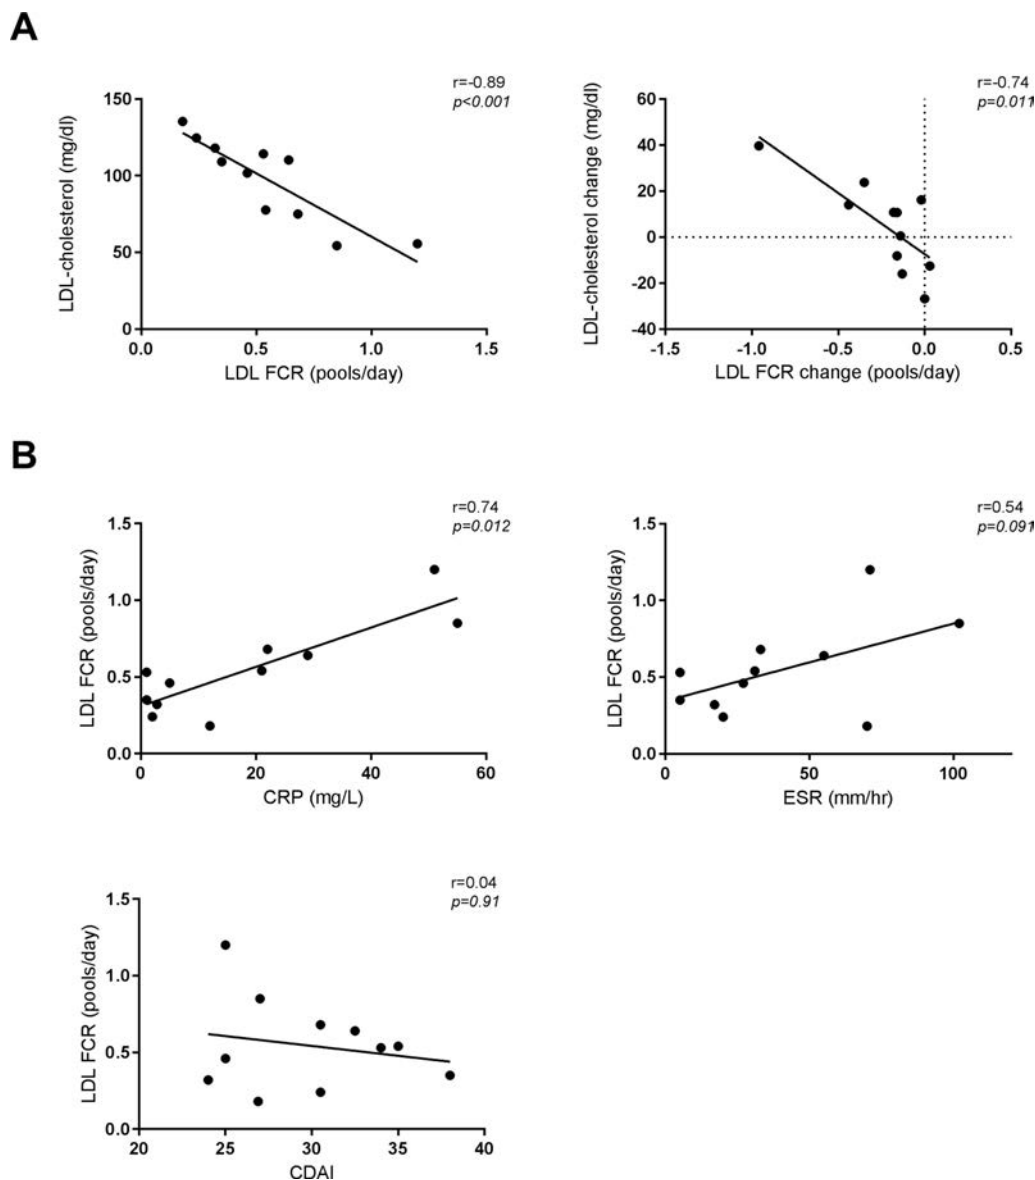 A
r=-0.89
p<0.001
LDL-cholesterol (mg/dl)
150
100
50
0
0.0 0.5 1.0 1.5
LDL FCR (pools/day)
r=-0.74
p=0.011
LDL-cholesterol change (mg/dl)
60
40
20
0
-20
-40
-1.5 -1.0 -0.5 0.0 0.5
LDL FCR change (pools/day)
B
r=0.74
p=0.012
LDL FCR (pools/day)
1.5
1.0
0.5
0.0
0 20 40 60
CRP (mg/L)
r=0.54
p=0.091
LDL FCR (pools/day)
1.5
1.0
0.5
0.0
0 50 100
ESR (mm/hr)
r=0.04
p=0.91
LDL FCR (pools/day)
1.5
1.0
0.5
0.0
20 25 30 35 40
CDAI